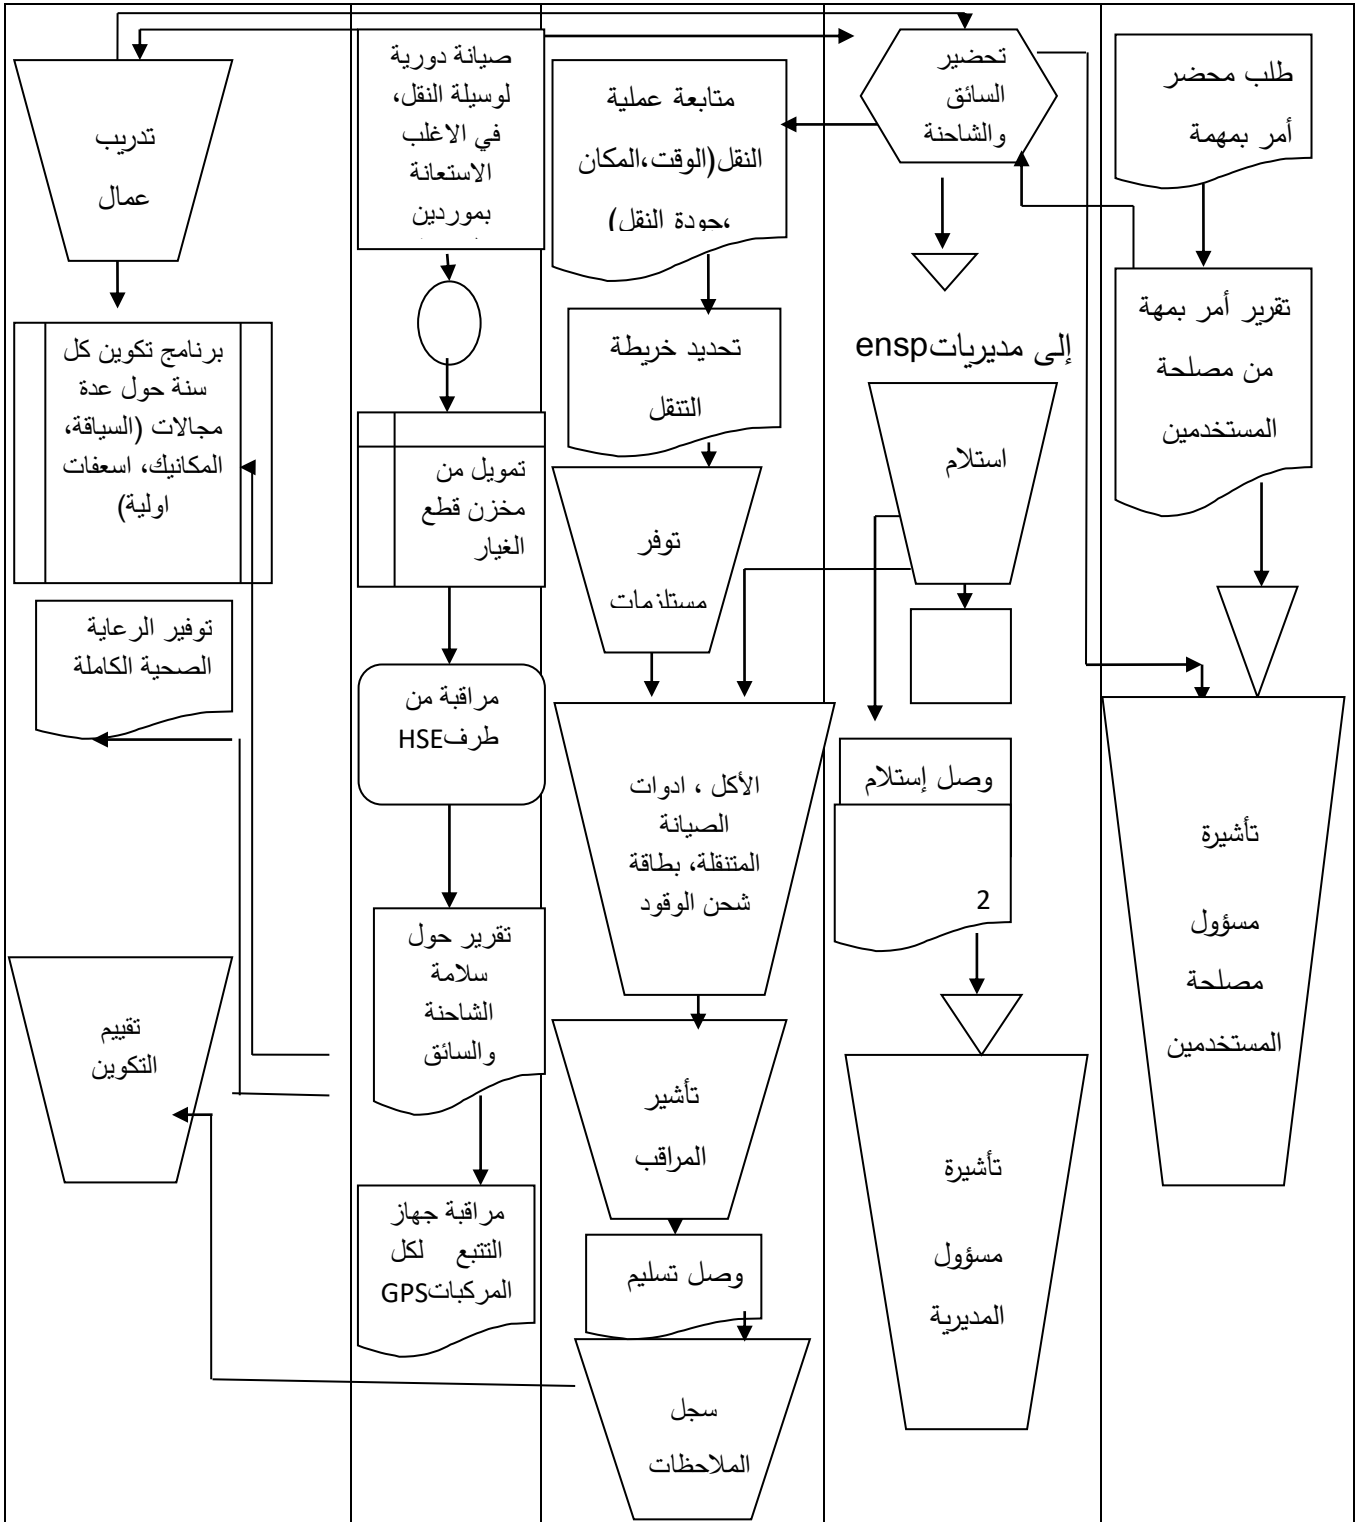 طلب محضر
أمر بمهمة
تقرير أمر بمهة
من مصلحة
المستخدمين
تأشيرة
مسؤول
مصلحة
المستخدمين
تحضير
السائق
والشاحنة
إلى مديرياتensp
استلام
وصل إستلام
2
تأشيرة
مسؤول
المديرية
متابعة عملية
النقل(الوقت،المكان
،جودة النقل)
تحديد خريطة
التنقل
توفر
مستلزمات
الأكل ، ادوات
الصيانة
المتنقلة، بطاقة
شحن الوقود
تأشير
المراقب
وصل تسليم
سجل
الملاحظات
صيانة دورية
لوسيلة النقل،
في الاغلب
الاستعانة
بموردين
تمويل من
مخزن قطع
الغيار
مراقبة من
طرفHSE
تقرير حول
سلامة
الشاحنة
والسائق
مراقبة جهاز
التتبع لكل
المركباتGPS
تدريب
عمال
برنامج تكوين كل
سنة حول عدة
مجالات (السياقة،
المكانيك، اسعفات
اولية)
توفير الرعاية
الصحية الكاملة
تقييم
التكوين